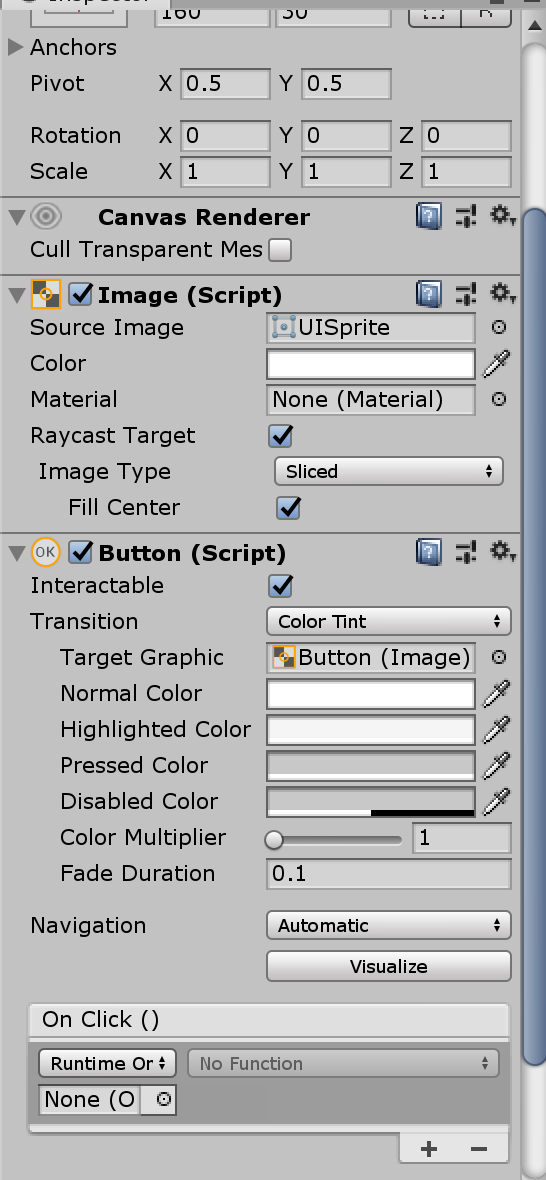 Inspector
160 30 R
Anchors
Pivot X 0.5 Y 0.5
Rotation X 0 Y 0 Z 0
Scale X 1 Y 1 Z 1
Canvas Renderer
Cull Transparent Mes
Image (Script)
Source Image UISprite
Color
Material None (Material)
Raycast Target
Image Type Sliced
Fill Center
OK Button (Script)
Interactable
Transition Color Tint
Target Graphic Button (Image)
Normal Color
Highlighted Color
Pressed Color
Disabled Color
Color Multiplier 1
Fade Duration 0.1
Navigation Automatic
Visualize
On Click ()
Runtime Or No Function
None (O
+ −